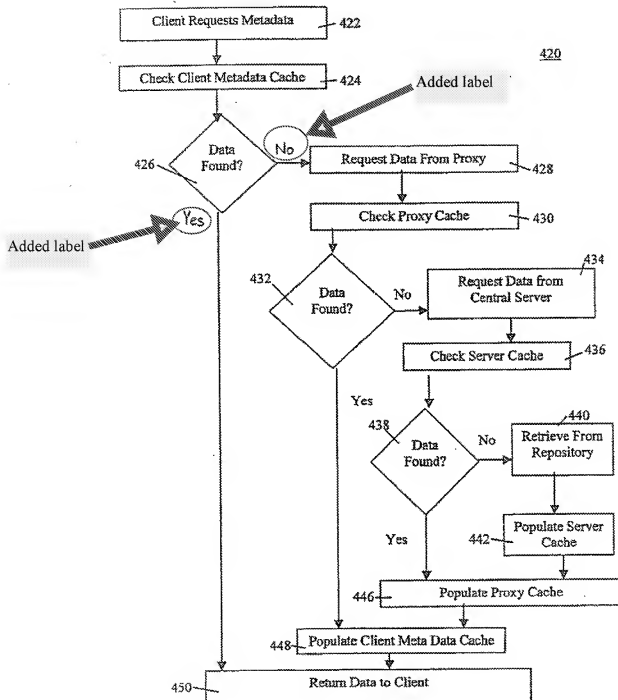 Client Requests Metadata
422
420
Check Client Metadata Cache
424
Added label
Data
Found?
No
426
Request Data From Proxy
428
Yes
Added label
Check Proxy Cache
430
432
Data
Found?
No
434
Request Data from
Central Server
Check Server Cache
436
Yes
438
Data
Found?
No
440
Retrieve From
Repository
Yes
442
Populate Server
Cache
446
Populate Proxy Cache
448
Populate Client Meta Data Cache
450
Return Data to Client